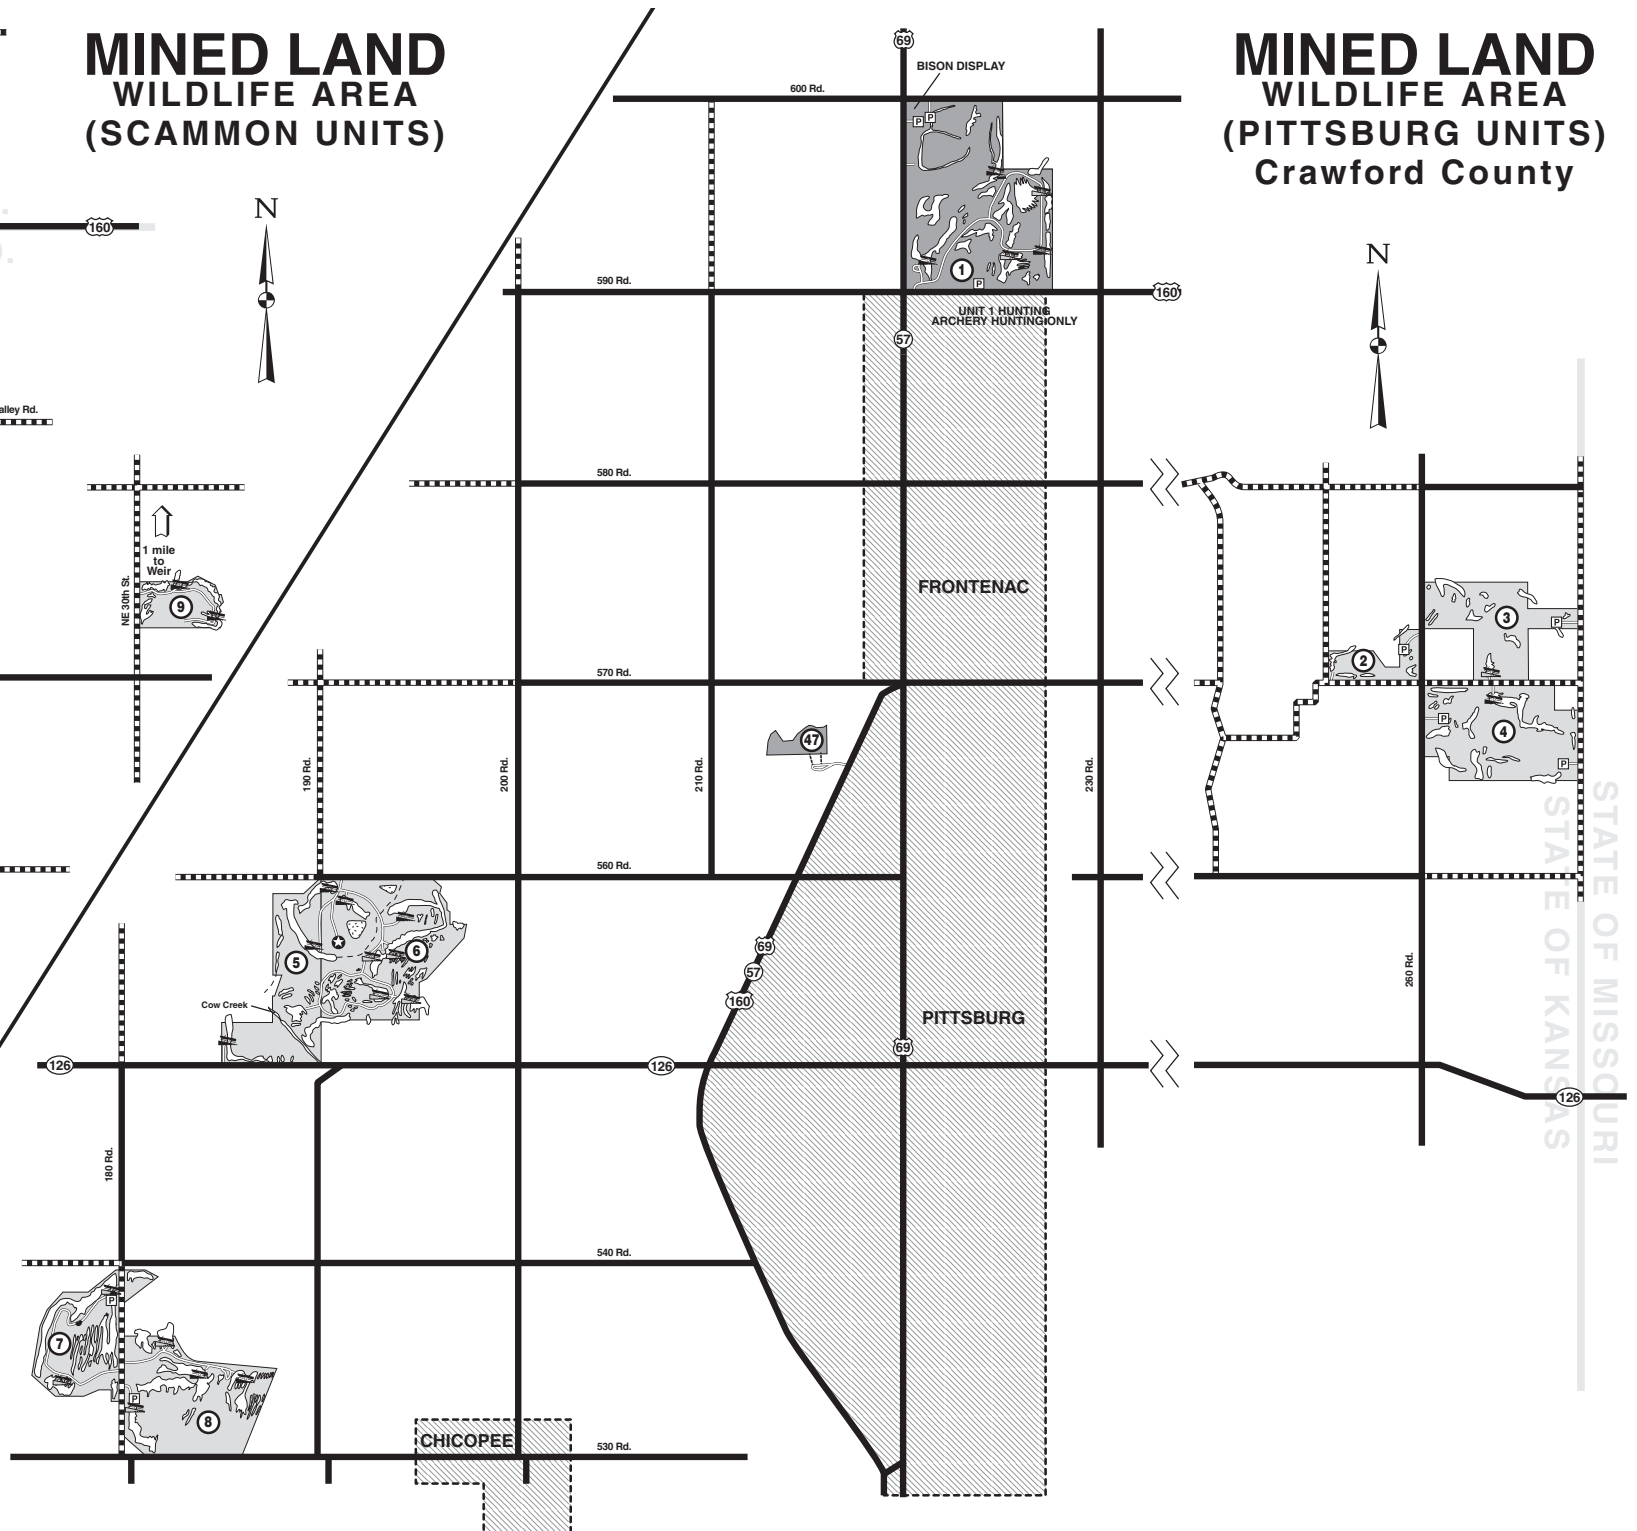 MINED LAND
WILDLIFE AREA
(SCAMMON UNITS)
MINED LAND
WILDLIFE AREA
(PITTSBURG UNITS)
Crawford County
69
BISON DISPLAY
600 Rd.
P
P
N
160
N
1
P
590 Rd.
160
UNIT 1 HUNTING
ARCHERY HUNTING ONLY
57
alley Rd.
580 Rd.
1 mile
to
Weir
NE 30th St.
9
FRONTENAC
3
P
2
P
570 Rd.
4
P
P
47
190 Rd.
200 Rd.
210 Rd.
230 Rd.
560 Rd.
STATE OF MISSOURI
STATE OF KANSAS
5
6
69
57
160
260 Rd.
Cow Creek
PITTSBURG
69
126
126
126
180 Rd.
540 Rd.
P
7
P
8
CHICOPEE
530 Rd.